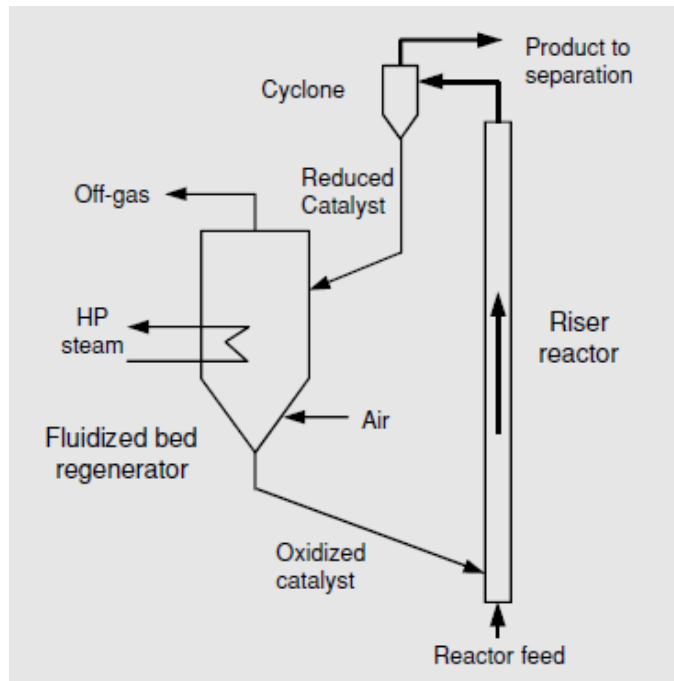 Product to
separation
Cyclone
Reduced
Catalyst
Off-gas
HP
steam
Riser
reactor
Air
Fluidized bed
regenerator
Oxidized
catalyst
Reactor feed